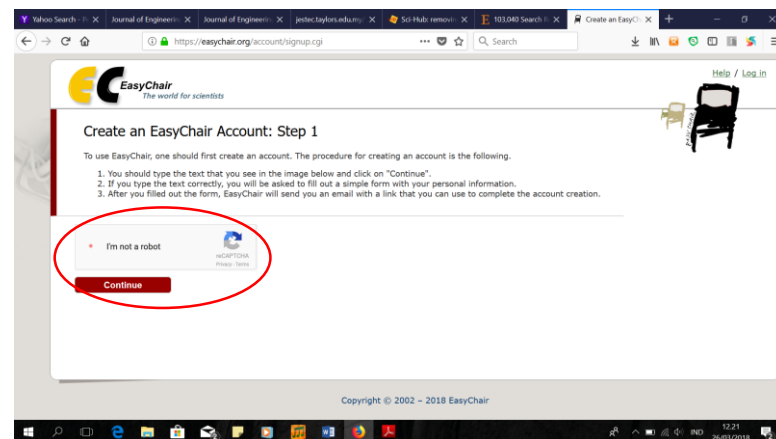 Yahoo Search - P
Journal of Engineerin
Journal of Engineerin
jestec.taylors.edu.my
Sci-Hub: removin
103,040 Search R
Create an EasyCh
https://easychair.org/account/signup.cgi
Search
EasyChair
The world for scientists
Help / Log in
Create an EasyChair Account: Step 1
To use EasyChair, one should first create an account. The procedure for creating an account is the following.
1. You should type the text that you see in the image below and click on "Continue".
2. If you type the text correctly, you will be asked to fill out a simple form with your personal information.
3. After you filled out the form, EasyChair will send you an email with a link that you can use to complete the account creation.
I'm not a robot
reCAPTCHA
Privacy - Terms
Continue
Copyright © 2002 – 2018 EasyChair
IND
12.21
26/03/2018